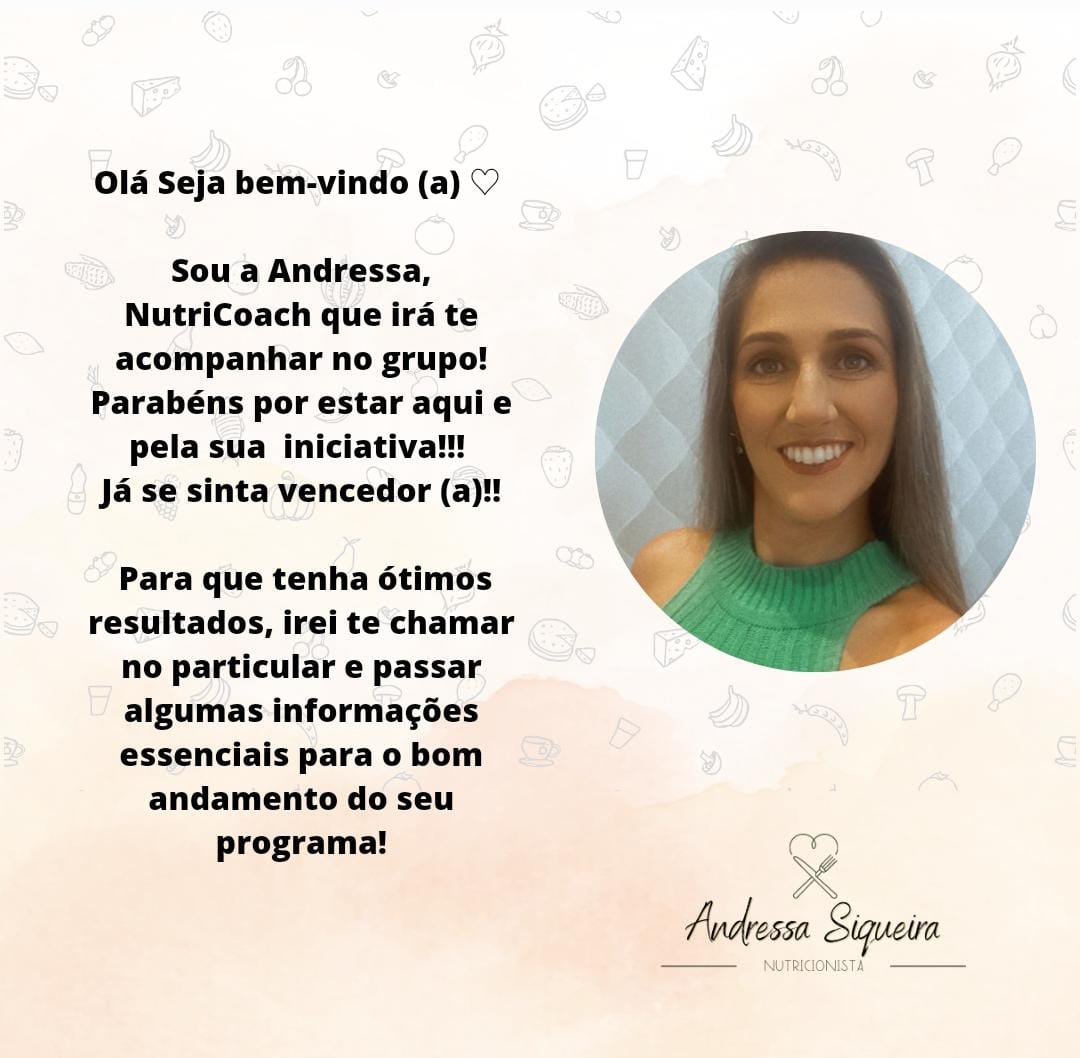 Olá Seja bem-vindo (a) ♡
Sou a Andressa,
NutriCoach que irá te
acompanhar no grupo!
Parabéns por estar aqui e
pela sua  iniciativa!!!
Já se sinta vencedor (a)!!
Para que tenha ótimos
resultados, irei te chamar
no particular e passar
algumas informações
essenciais para o bom
andamento do seu
programa!
Andressa Siqueira
NUTRICIONISTA